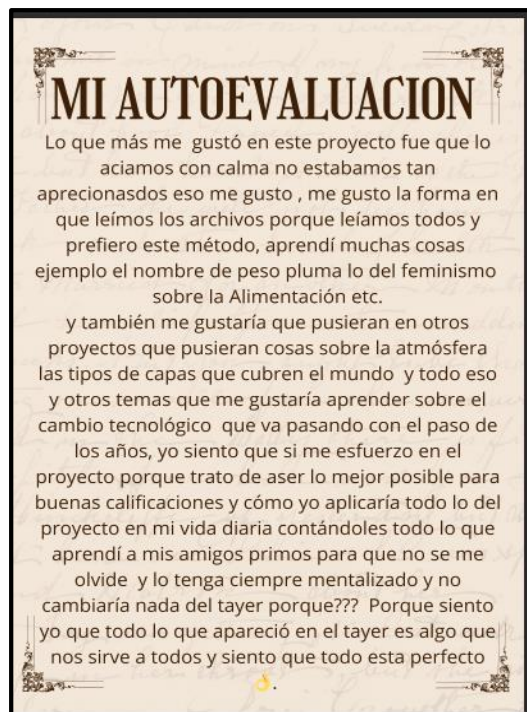 MI AUTOEVALUACION
Lo que más me gustó en este proyecto fue que lo
aciamos con calma no estabamos tan
aprecionasdos eso me gusto , me gusto la forma en
que leímos los archivos porque leíamos todos y
prefiero este método, aprendí muchas cosas
ejemplo el nombre de peso pluma lo del feminismo
sobre la Alimentación etc.
y también me gustaría que pusieran en otros
proyectos que pusieran cosas sobre la atmósfera
las tipos de capas que cubren el mundo y todo eso
y otros temas que me gustaría aprender sobre el
cambio tecnológico que va pasando con el paso de
los años, yo siento que si me esfuerzo en el
proyecto porque trato de aser lo mejor posible para
buenas calificaciones y cómo yo aplicaría todo lo del
proyecto en mi vida diaria contándoles todo lo que
aprendí a mis amigos primos para que no se me
olvide y lo tenga ciempre mentalizado y no
cambiaría nada del tayer porque??? Porque siento
yo que todo lo que apareció en el tayer es algo que
nos sirve a todos y siento que todo esta perfecto
👌.